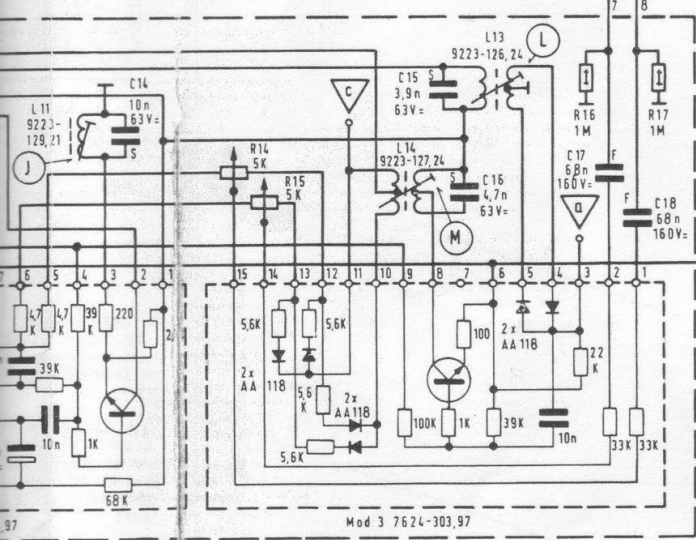 7 8
L13
9223-126,24
L
C15
3,9n
63V=
S
C
C14
10n
63V=
S
L11
9223-
129,21
J
R16
1M
R17
1M
R14
5K
R15
5K
L14
9223-127,24
S
C16
4,7n
63V=
M
C17
68n
160V=
F
a
F
C18
68n
160V=
7 6 5 4 3 2 1
15 14 13 12 11 10 9 8 7 6 5 4 3 2 1
4,7
K
4,7
K
39
K
220
2
5,6K
5,6K
100
2x
AA118
22
K
39K
2x
AA 118
5,6
K
2x
AA118
10n
1K
100K
1K
39K
10n
33K
33K
5,6K
68K
,97
Mod 3 7624-303,97